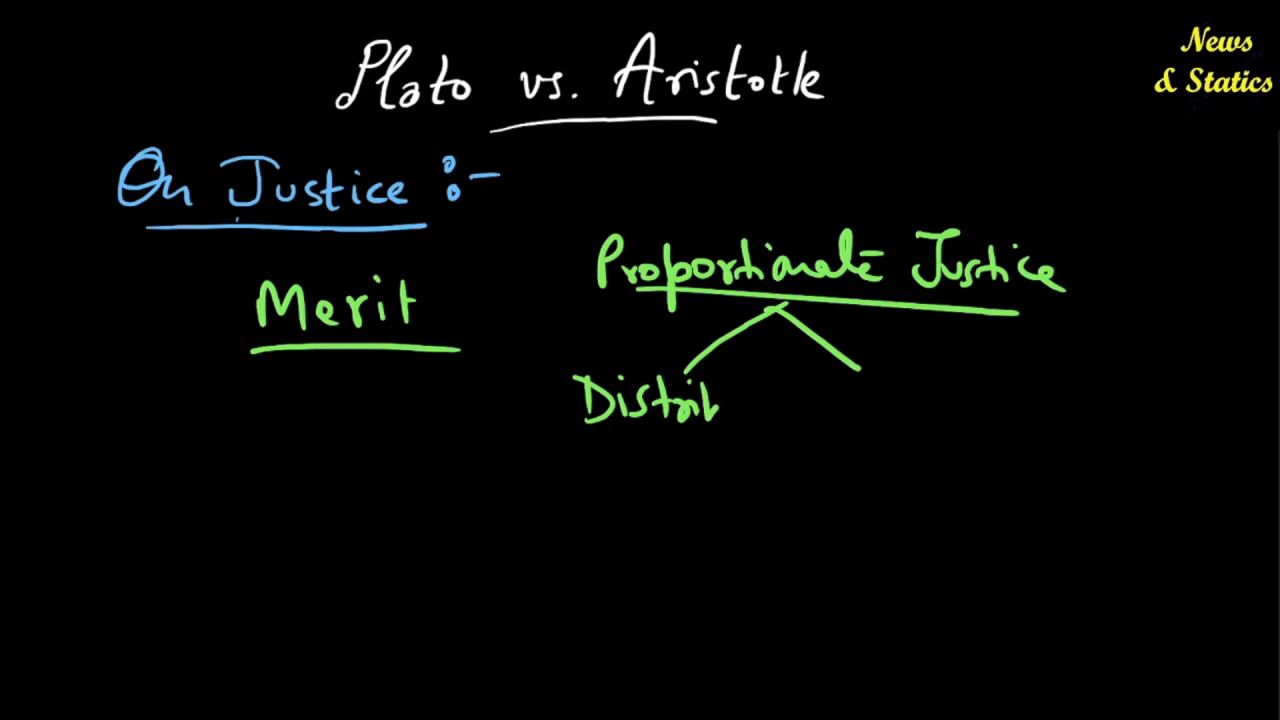 Plato vs. Aristotle
News
& Statics
On Justice :-
Proportionate Justice
Merit
Distrib